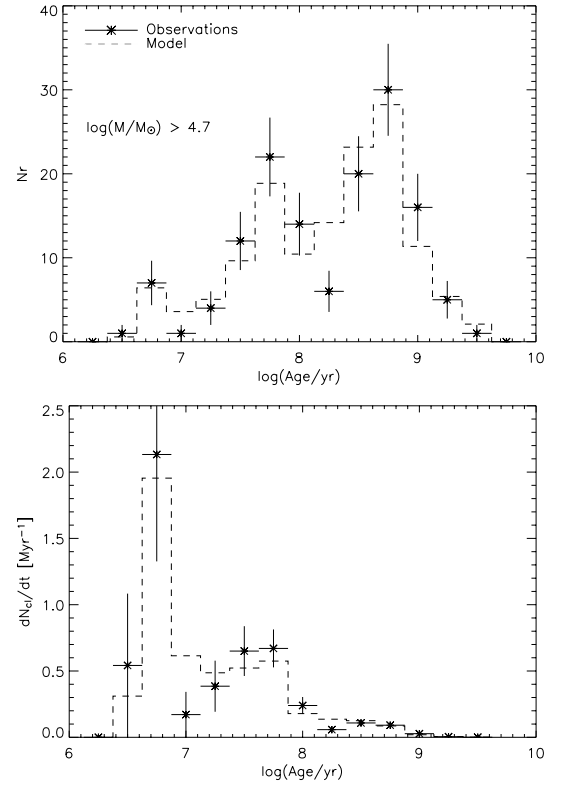 40
Observations
Model
30
log(M/M☉) > 4.7
Nr
20
10
0
6 7 8 9 10
log(Age/yr)
2.5
2.0
1.5
dN_cl/dt [Myr⁻¹]
1.0
0.5
0.0
6 7 8 9 10
log(Age/yr)